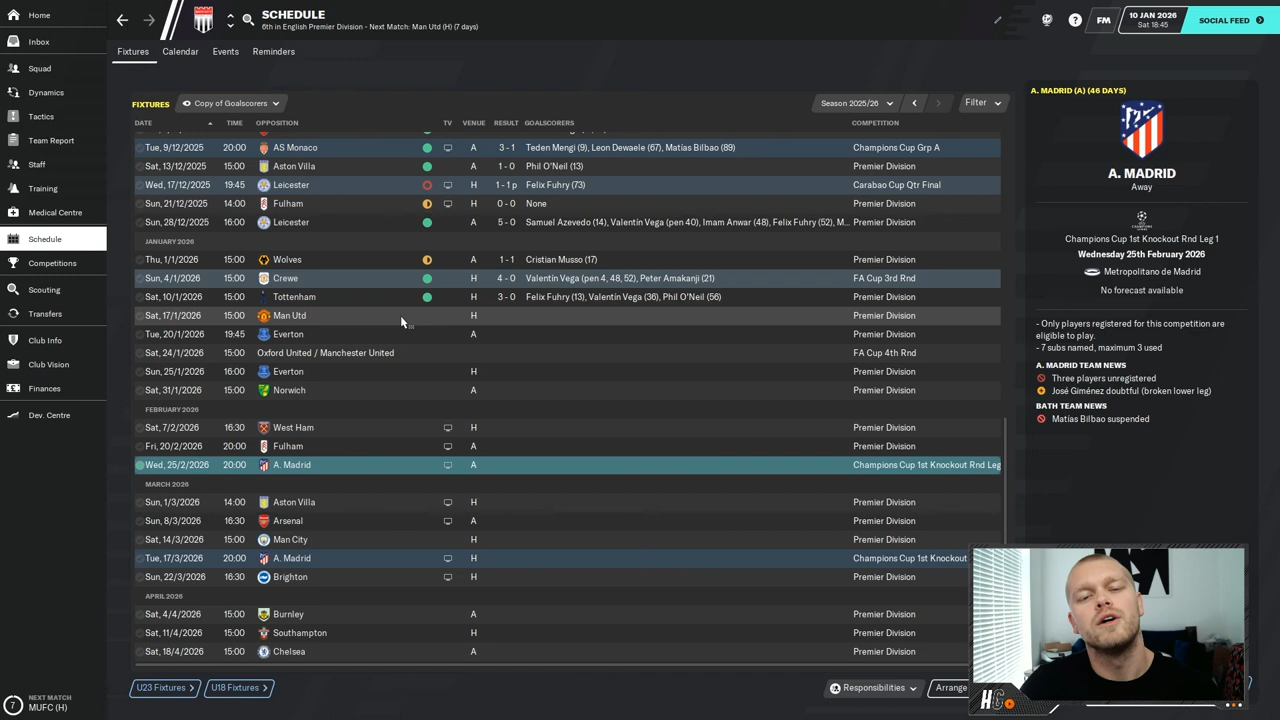 Home
Inbox
Squad
Dynamics
Tactics
Team Report
Staff
Training
Medical Centre
Schedule
Competitions
Scouting
Transfers
Club Info
Club Vision
Finances
Dev. Centre
7 NEXT MATCH
MUFC (H)
SCHEDULE
6th in English Premier Division - Next Match: Man Utd (H) (7 days)
?
FM
10 JAN 2026
Sat 18:45
SOCIAL FEED
Fixtures Calendar Events Reminders
FIXTURES Copy of Goalscorers Season 2025/26 Filter
DATE TIME OPPOSITION TV VENUE RESULT GOALSCORERS COMPETITION
Tue, 9/12/2025 20:00 AS Monaco A 3 - 1 Teden Mengi (9), Leon Dewaele (67), Matías Bilbao (89) Champions Cup Grp A
Sat, 13/12/2025 15:00 Aston Villa A 1 - 0 Phil O'Neil (13) Premier Division
Wed, 17/12/2025 19:45 Leicester H 1 - 1 p Felix Fuhry (73) Carabao Cup Qtr Final
Sun, 21/12/2025 14:00 Fulham H 0 - 0 None Premier Division
Sun, 28/12/2025 16:00 Leicester A 5 - 0 Samuel Azevedo (14), Valentín Vega (pen 40), Imam Anwar (48), Felix Fuhry (52), M... Premier Division
JANUARY 2026
Thu, 1/1/2026 15:00 Wolves A 1 - 1 Cristian Musso (17) Premier Division
Sun, 4/1/2026 15:00 Crewe H 4 - 0 Valentín Vega (pen 4, 48, 52), Peter Amakanji (21) FA Cup 3rd Rnd
Sat, 10/1/2026 15:00 Tottenham H 3 - 0 Felix Fuhry (13), Valentín Vega (36), Phil O'Neil (56) Premier Division
Sat, 17/1/2026 15:00 Man Utd H Premier Division
Tue, 20/1/2026 19:45 Everton A Premier Division
Sat, 24/1/2026 15:00 Oxford United / Manchester United FA Cup 4th Rnd
Sun, 25/1/2026 16:00 Everton H Premier Division
Sat, 31/1/2026 15:00 Norwich A Premier Division
FEBRUARY 2026
Sat, 7/2/2026 16:30 West Ham H Premier Division
Fri, 20/2/2026 20:00 Fulham A Premier Division
Wed, 25/2/2026 20:00 A. Madrid A Champions Cup 1st Knockout Rnd Leg
MARCH 2026
Sun, 1/3/2026 14:00 Aston Villa H Premier Division
Sun, 8/3/2026 16:30 Arsenal A Premier Division
Sat, 14/3/2026 15:00 Man City H Premier Division
Tue, 17/3/2026 20:00 A. Madrid H Champions Cup 1st Knockout
Sun, 22/3/2026 16:30 Brighton H Premier Division
APRIL 2026
Sat, 4/4/2026 15:00 Burnley A Premier Division
Sat, 11/4/2026 15:00 Southampton H Premier Division
Sat, 18/4/2026 15:00 Chelsea A Premier Division
U23 Fixtures U18 Fixtures Responsibilities Arrange
A. MADRID (A) (46 DAYS)
A. MADRID
Away
Champions Cup 1st Knockout Rnd Leg 1
Wednesday 25th February 2026
Metropolitano de Madrid
No forecast available
- Only players registered for this competition are
eligible to play.
- 7 subs named, maximum 3 used
A. MADRID TEAM NEWS
Three players unregistered
José Giménez doubtful (broken lower leg)
BATH TEAM NEWS
Matías Bilbao suspended
HG